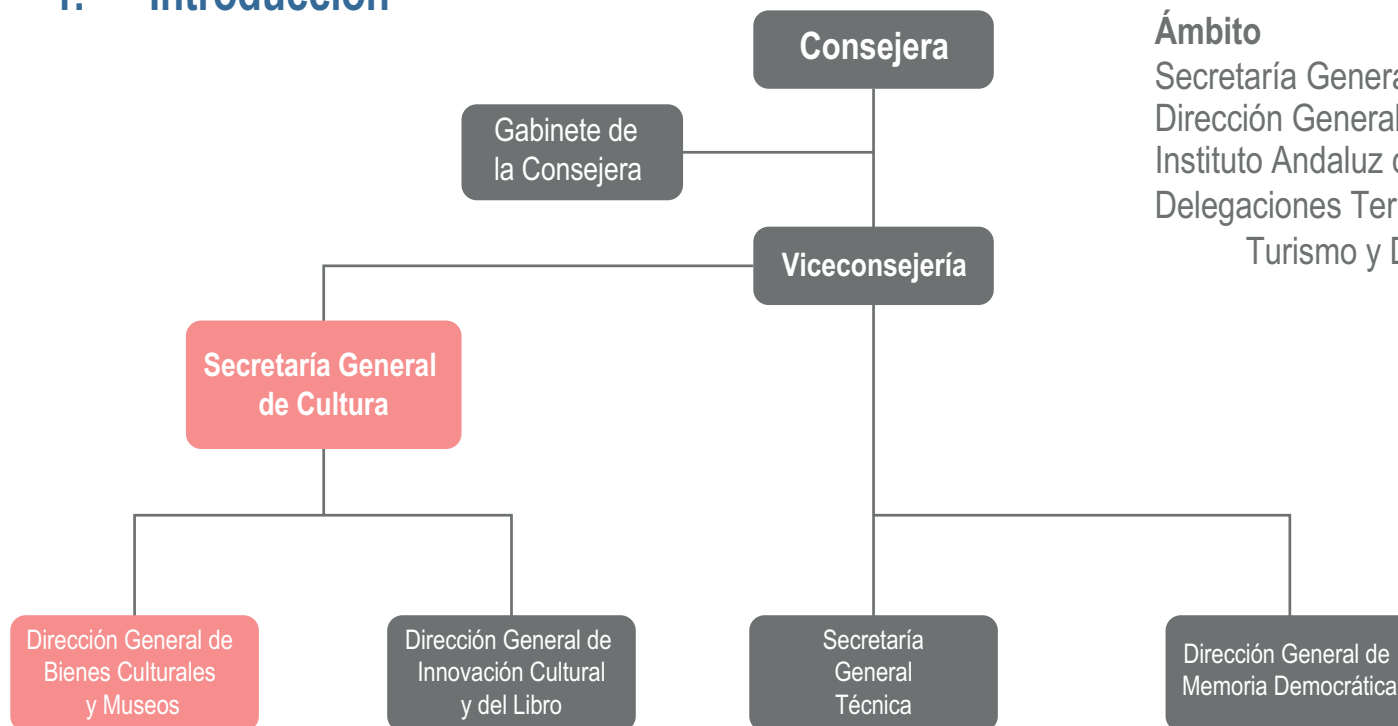 1. Introducción
Consejera
Gabinete de
la Consejera
Viceconsejería
Secretaría General
de Cultura
Dirección General de
Bienes Culturales
y Museos
Dirección General de
Innovación Cultural
y del Libro
Secretaría
General
Técnica
Dirección General de
Memoria Democrática
Ámbito
Secretaría
Dirección General
Instituto Andaluz
Delegaciones
Turismo y